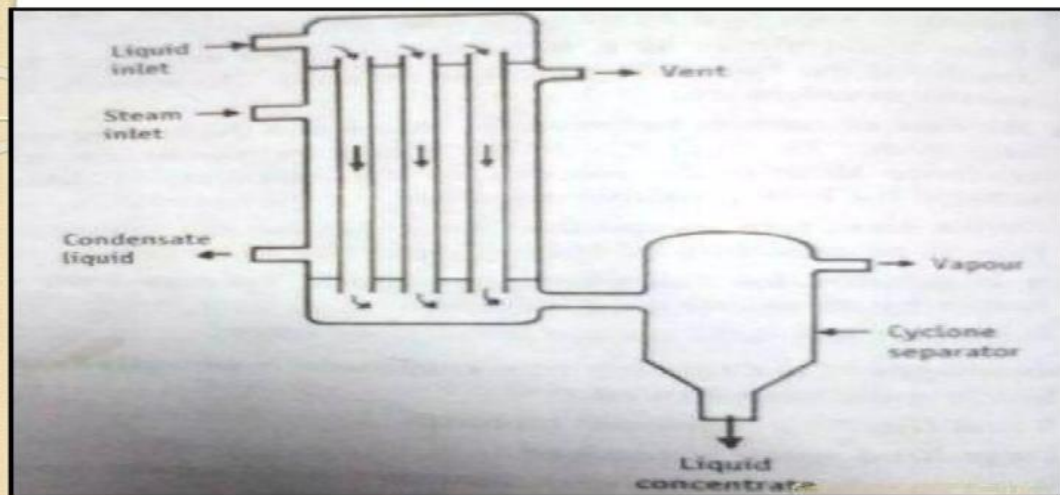 Liquid
inlet
Vent
Steam
inlet
Condensate
liquid
Vapour
Cyclone
separator
Liquid
concentrate